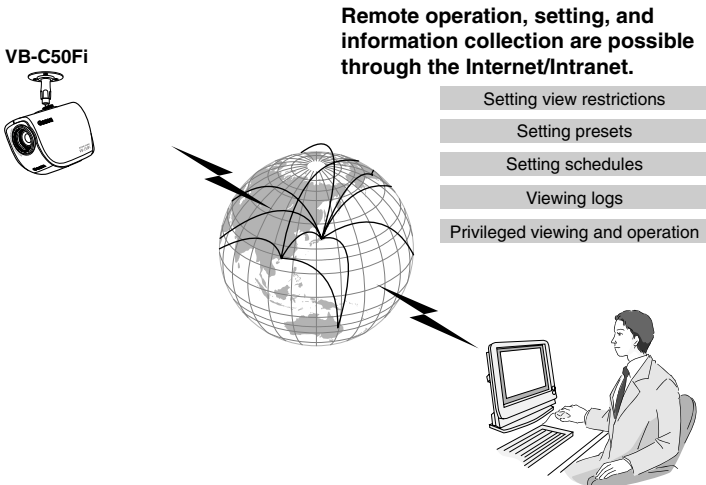 Remote operation, setting, and
information collection are possible
through the Internet/Intranet.
VB-C50Fi
Setting view restrictions
Setting presets
Setting schedules
Viewing logs
Privileged viewing and operation